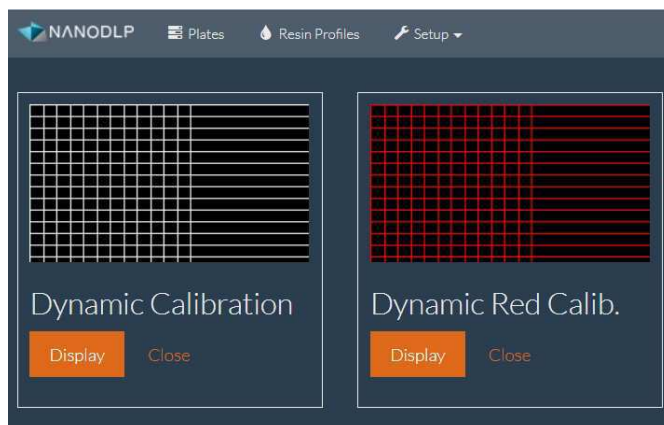 NANODLP Plates Resin Profiles Setup
Dynamic Calibration
Display Close
Dynamic Red Calib.
Display Close